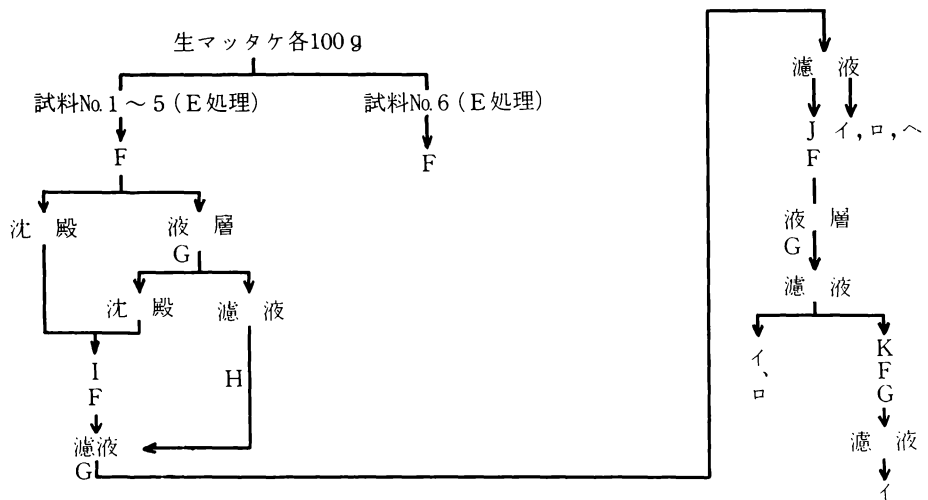 生マッタケ各100g
試料No.1〜5(E処理)
試料No.6(E処理)
F
F
沈殿
液層
G
沈殿
濾液
I
F
H
濾液
G
濾液
J
F
イ,ロ,ヘ
液層
G
濾液
イ、ロ
K
F
G
濾液
イ